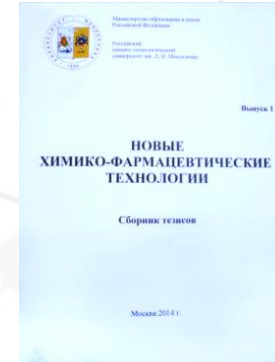 Министерство образования и науки
Российской Федерации
Российский
химико-технологический
университет им. Д. И. Менделеева
Выпуск 1
НОВЫЕ
ХИМИКО-ФАРМАЦЕВТИЧЕСКИЕ
ТЕХНОЛОГИИ
Сборник тезисов
Москва 2014 г.